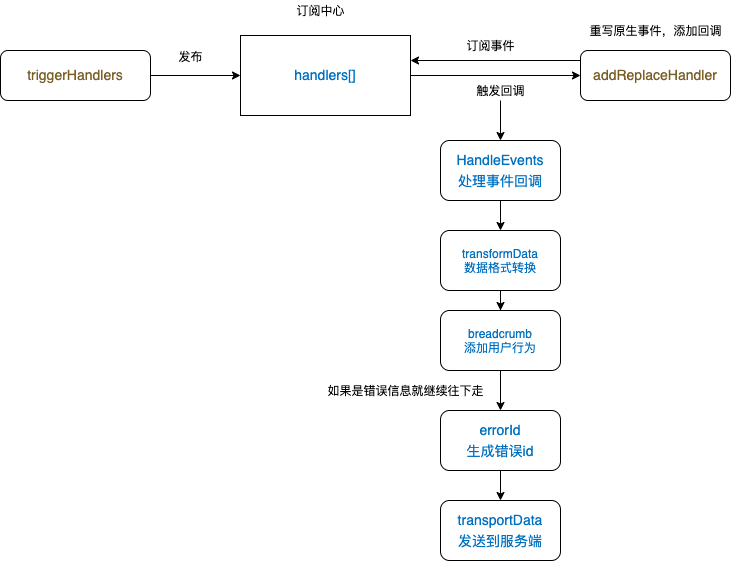 订阅中心
重写原生事件，添加回调
triggerHandlers
发布
handlers[]
订阅事件
addReplaceHandler
触发回调
HandleEvents
处理事件回调
transformData
数据格式转换
breadcrumb
添加用户行为
如果是错误信息就继续往下走
errorId
生成错误id
transportData
发送到服务端